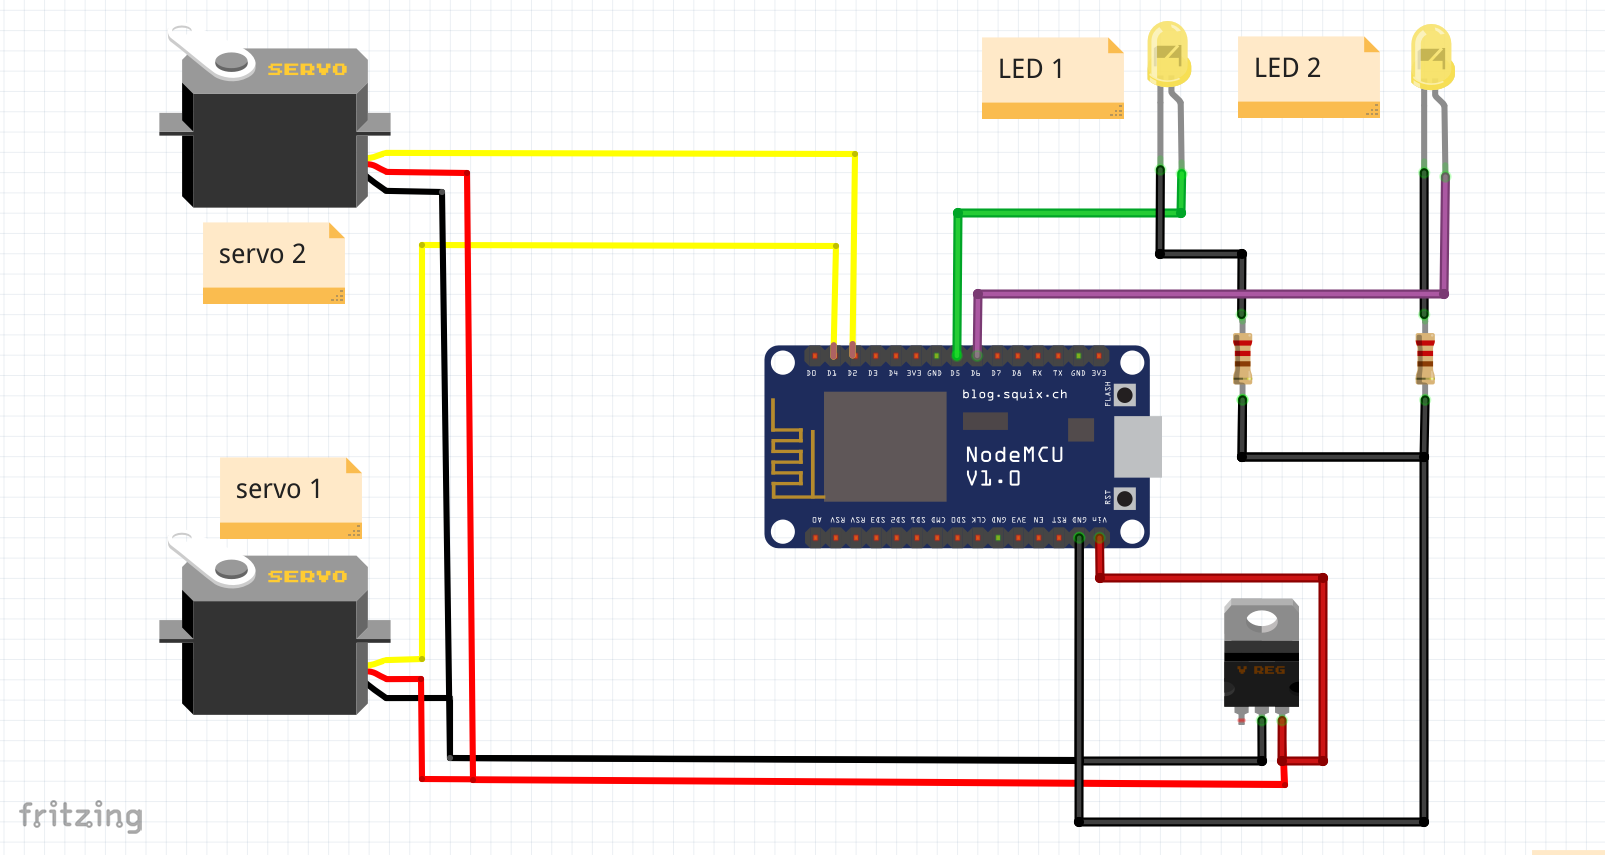 SERVO
servo 2
LED 1
LED 2
D0 D1 D2 D3 D4 3V3 GND D5 D6 D7 D8 RX TX GND 3V3
blog.squix.ch
FLASH
NodeMCU
V1.0
RST
A0 RSV RSV SD3 SD2 SD1 CMD SD0 CLK GND 3V3 EN RST GND Vin
servo 1
SERVO
V REG
fritzing